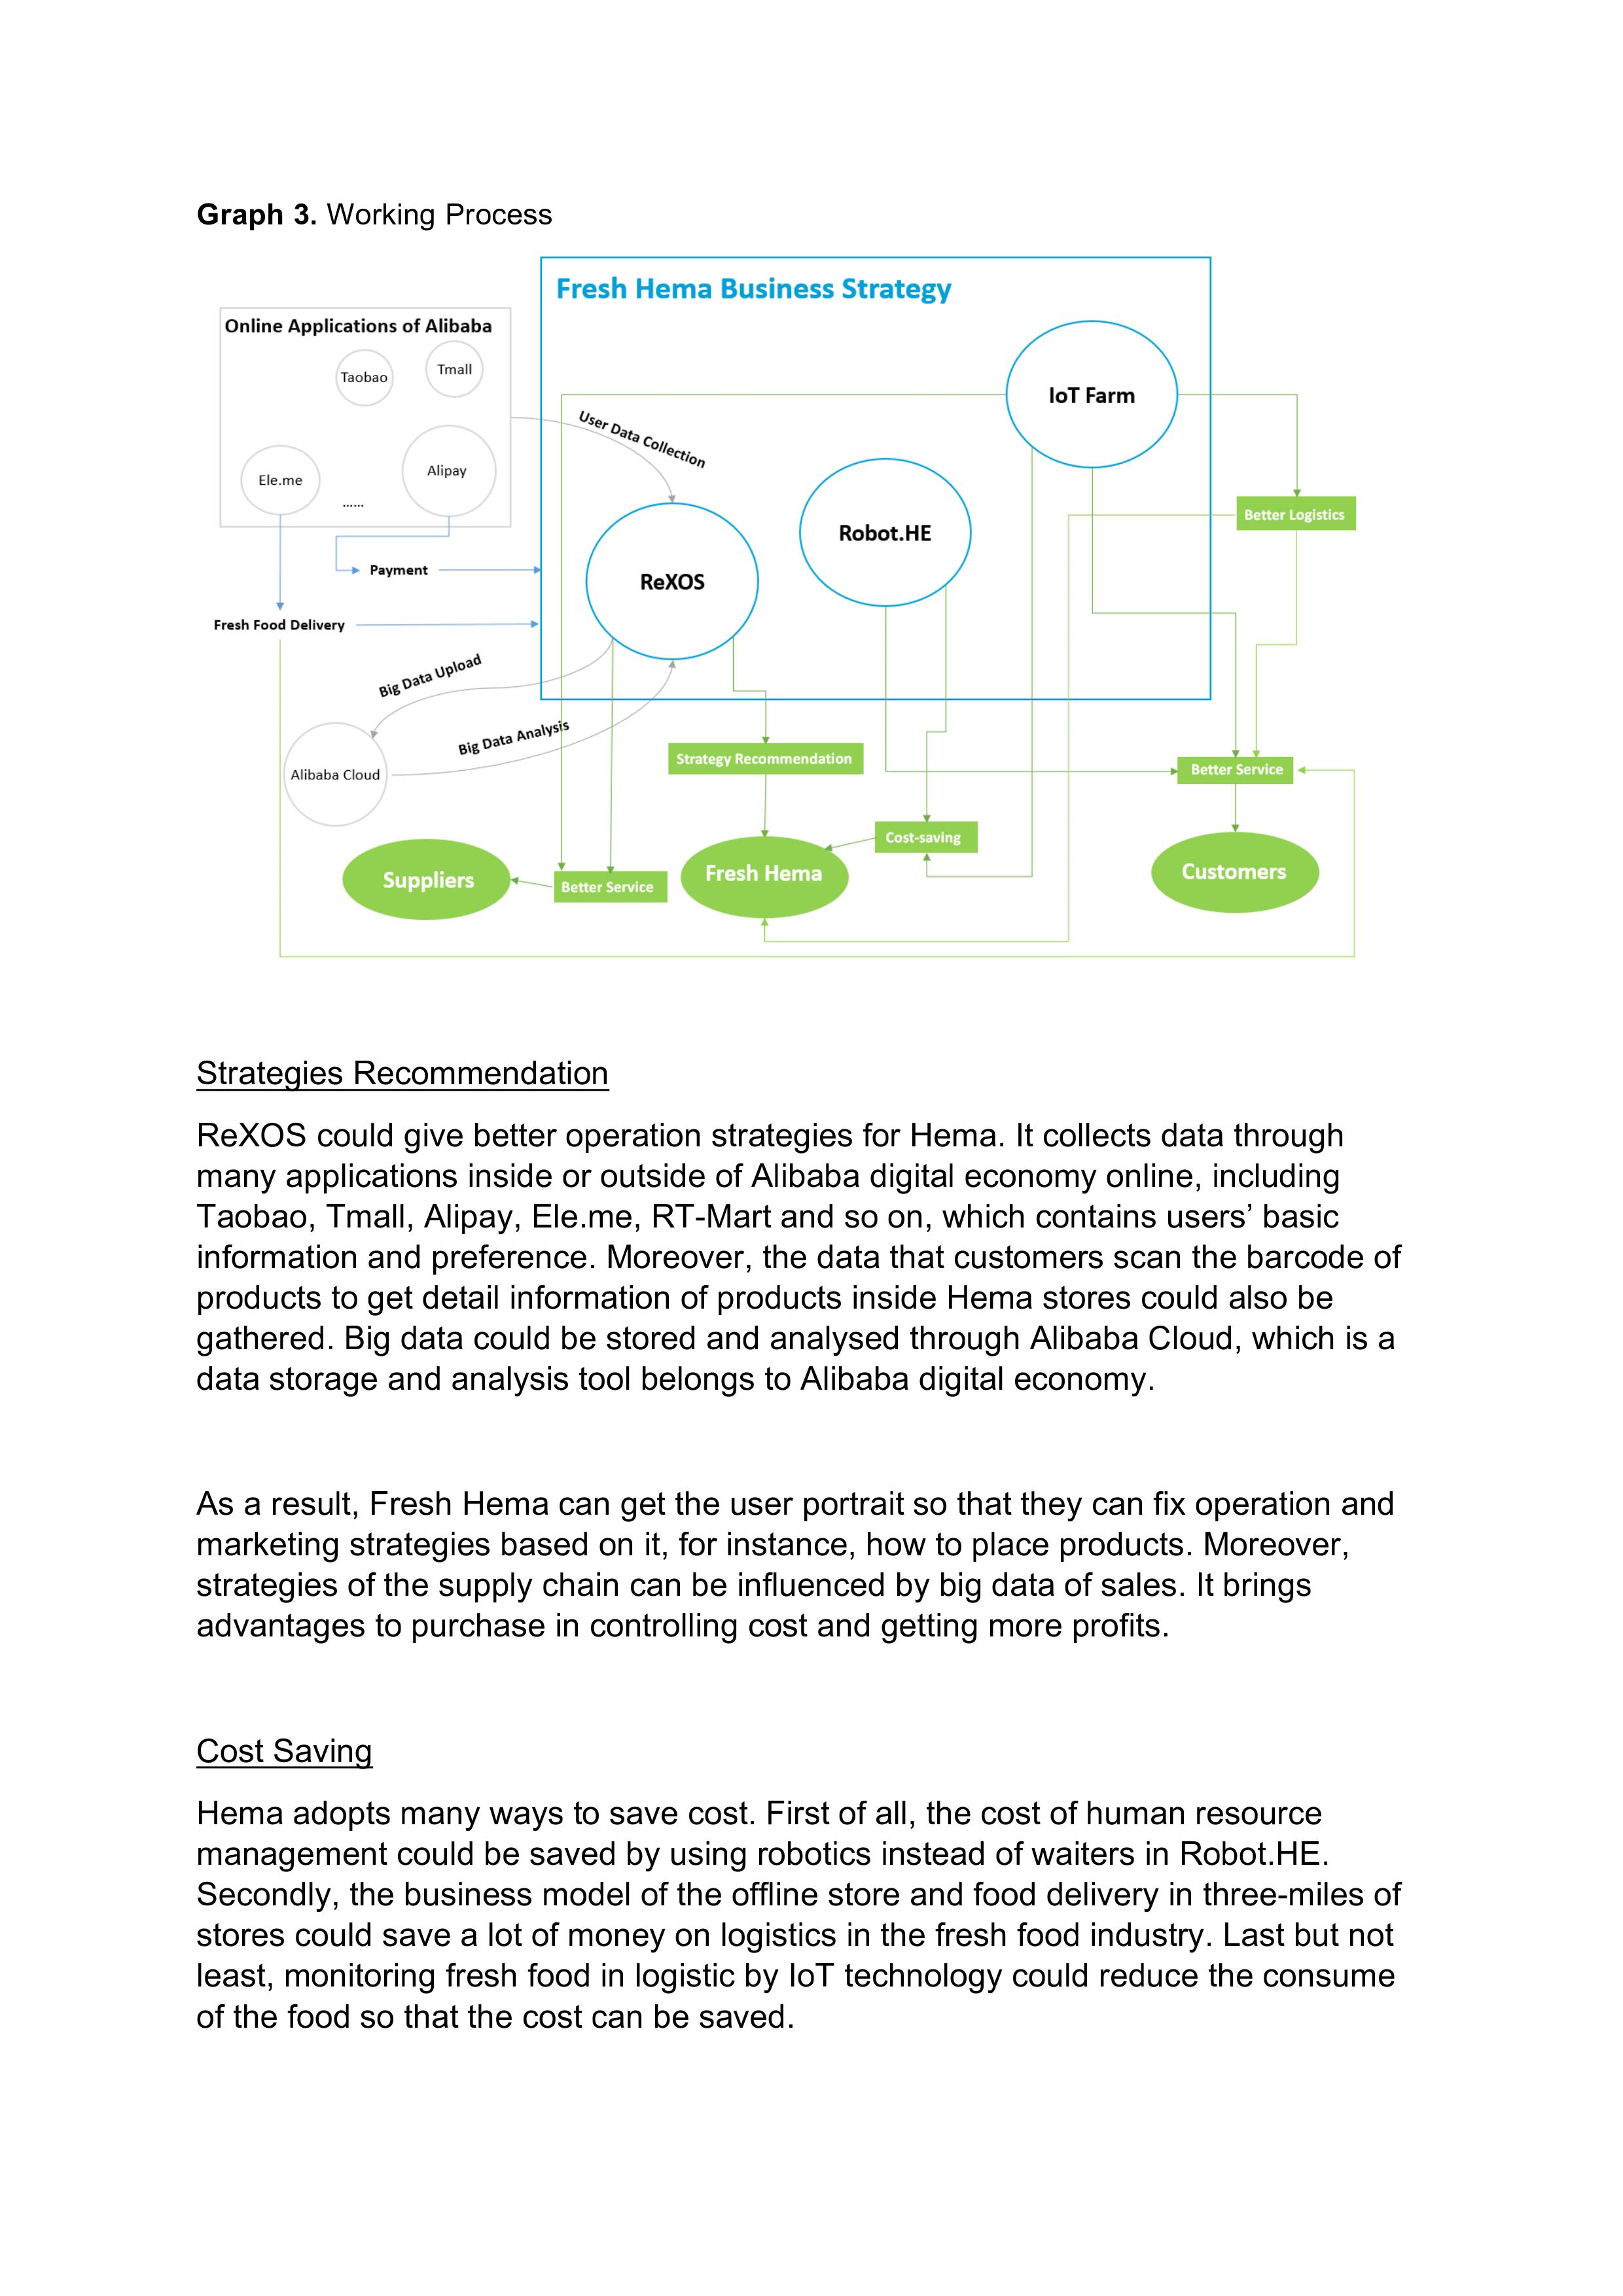 Graph 3. Working Process
Fresh Hema Business Strategy
Online Applications of Alibaba
Taobao
Tmall
Ele.me
Alipay
......
User Data Collection
IoT Farm
Robot.HE
ReXOS
Better Logistics
Payment
Fresh Food Delivery
Big Data Upload
Big Data Analysis
Alibaba Cloud
Strategy Recommendation
Better Service
Cost-saving
Suppliers
Better Service
Fresh Hema
Customers
Strategies Recommendation
ReXOS could give better operation strategies for Hema. It collects data through
many applications inside or outside of Alibaba digital economy online, including
Taobao, Tmall, Alipay, Ele.me, RT-Mart and so on, which contains users’ basic
information and preference. Moreover, the data that customers scan the barcode of
products to get detail information of products inside Hema stores could also be
gathered. Big data could be stored and analysed through Alibaba Cloud, which is a
data storage and analysis tool belongs to Alibaba digital economy.
As a result, Fresh Hema can get the user portrait so that they can fix operation and
marketing strategies based on it, for instance, how to place products. Moreover,
strategies of the supply chain can be influenced by big data of sales. It brings
advantages to purchase in controlling cost and getting more profits.
Cost Saving
Hema adopts many ways to save cost. First of all, the cost of human resource
management could be saved by using robotics instead of waiters in Robot.HE.
Secondly, the business model of the offline store and food delivery in three-miles of
stores could save a lot of money on logistics in the fresh food industry. Last but not
least, monitoring fresh food in logistic by IoT technology could reduce the consume
of the food so that the cost can be saved.